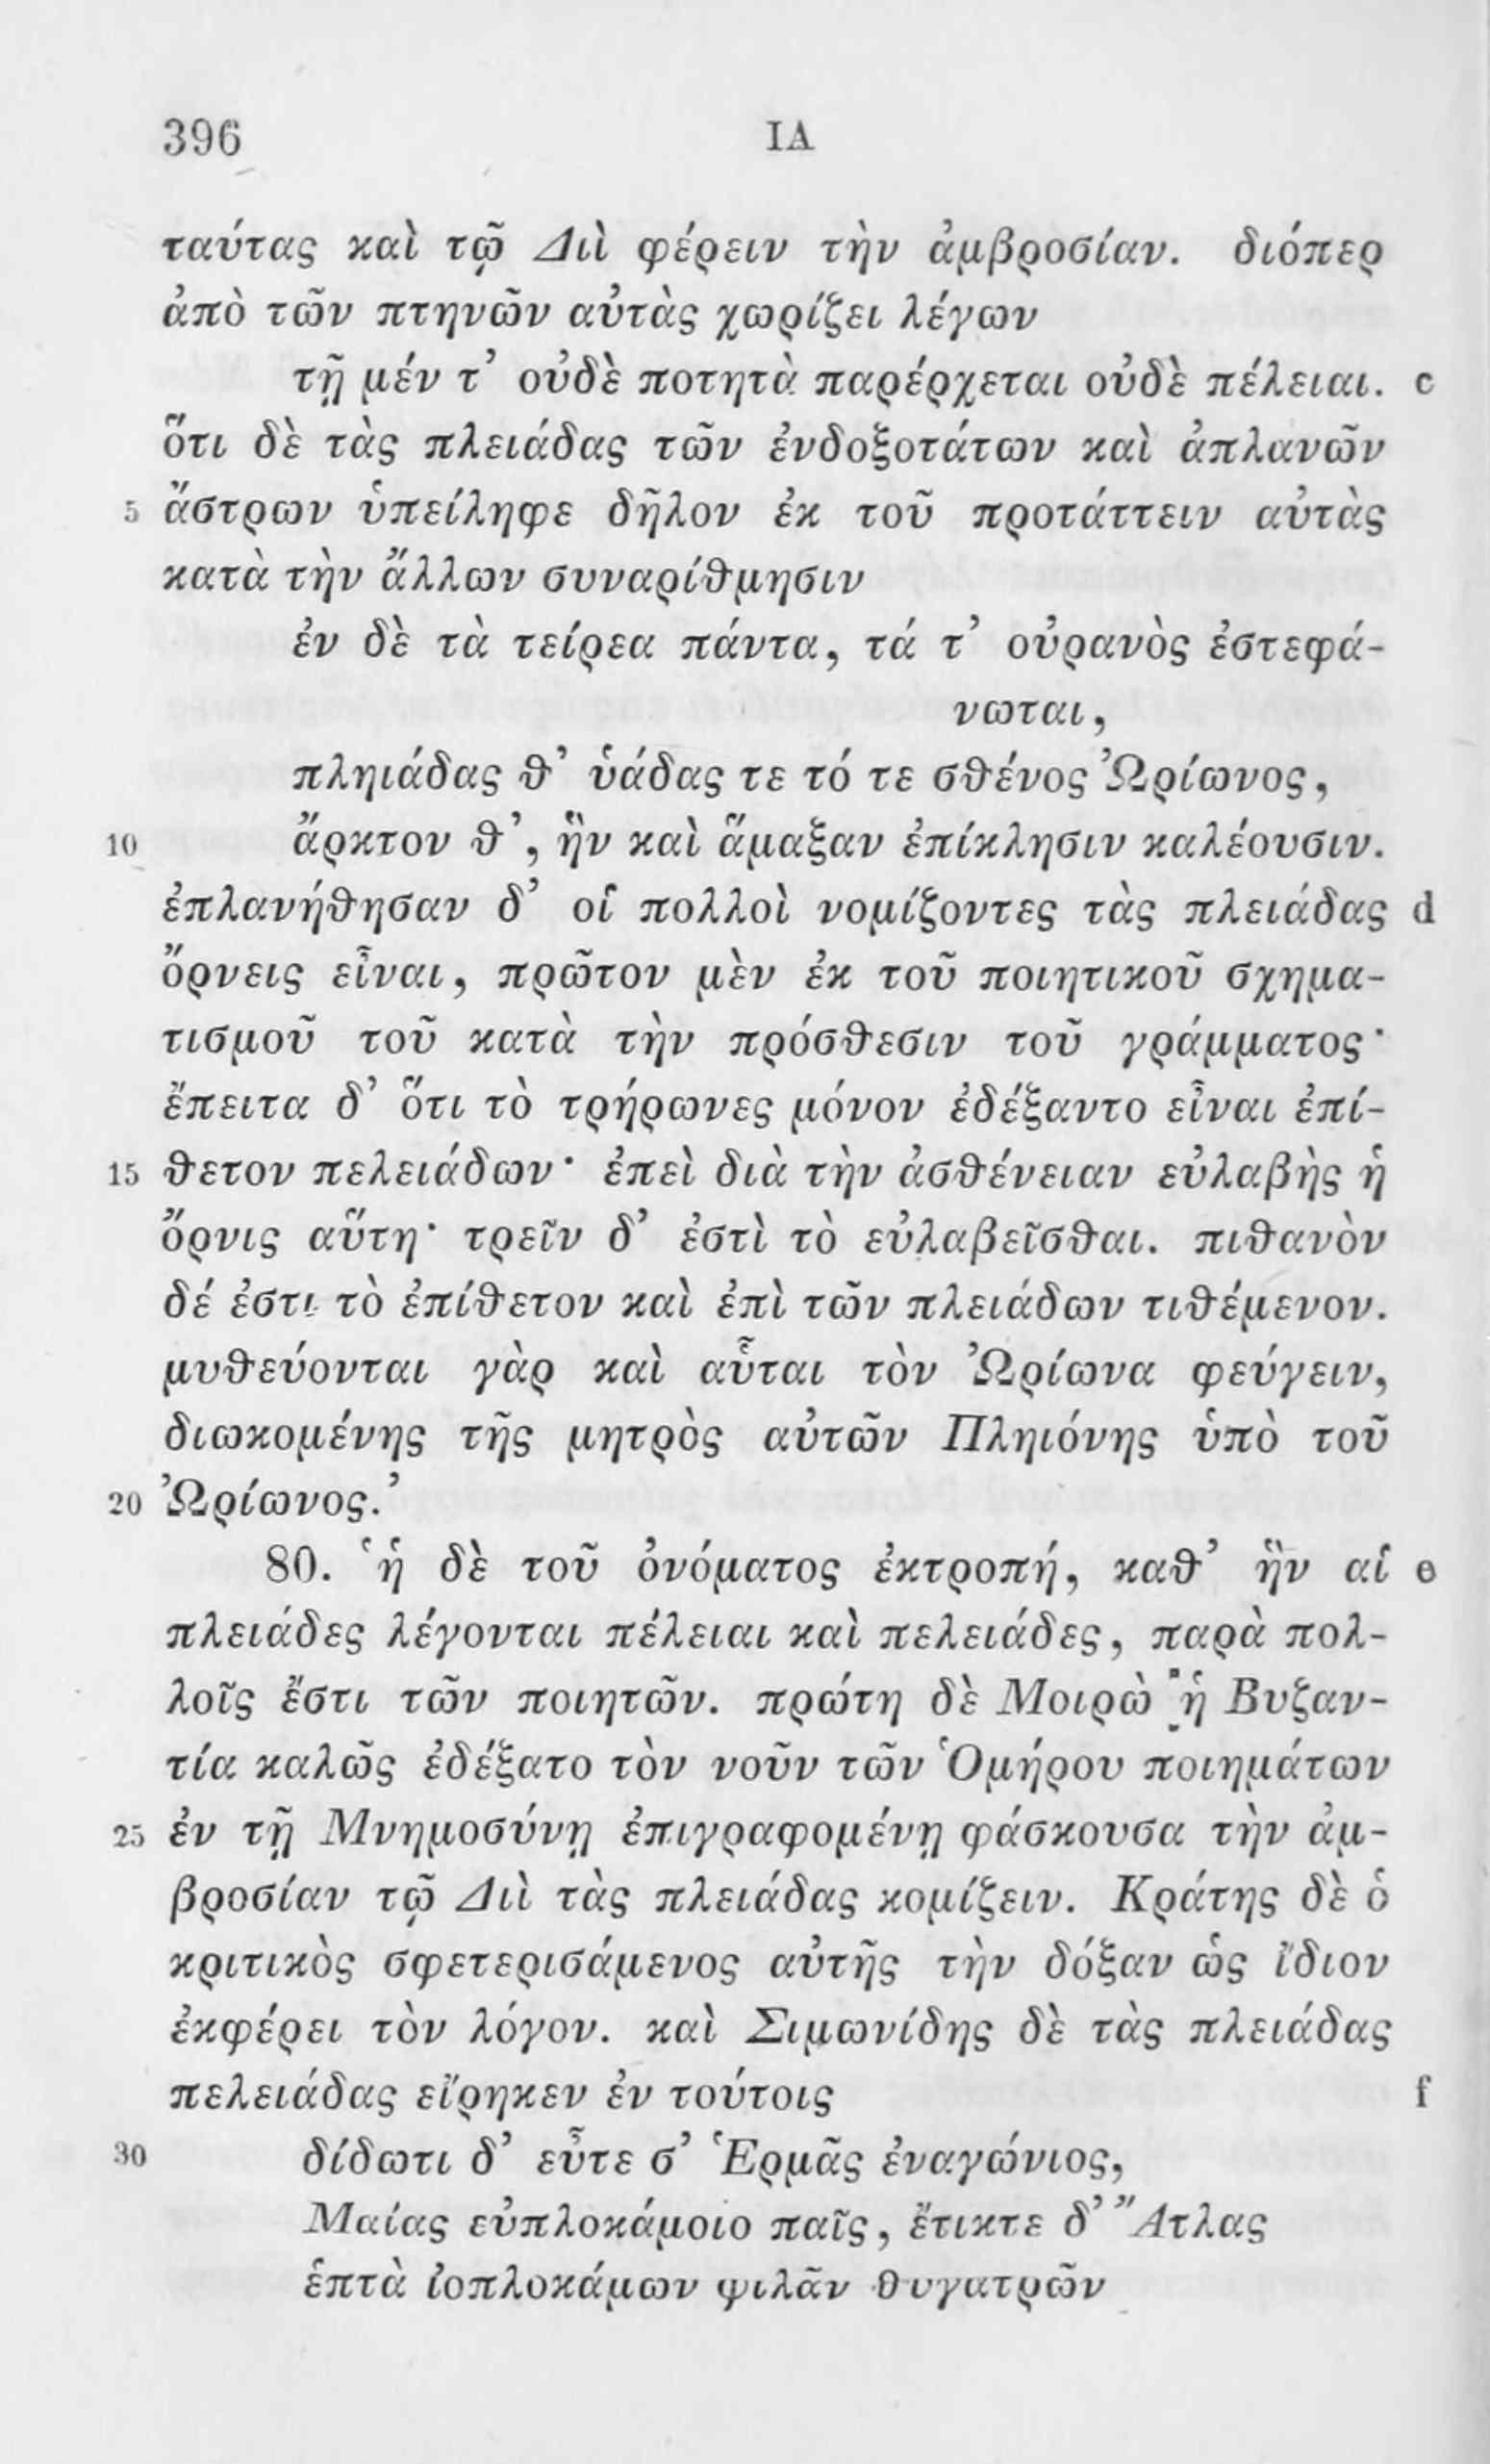 396 ΙΑ
ταύτας καὶ τῷ Διὶ φέρειν τὴν ἀμβροσίαν. διόπερ
ἀπὸ τῶν πτηνῶν αὐτὰς χωρίζει λέγων
τῇ μέν τ’ οὐδὲ ποτητὰ παρέρχεται οὐδὲ πέλειαι. c
ὅτι δὲ τὰς πλειάδας τῶν ἐνδοξοτάτων καὶ ἀπλανῶν
5 ἄστρων ὑπείληφε δῆλον ἐκ τοῦ προτάττειν αὐτὰς
κατὰ τὴν ἄλλων συναρίθμησιν
ἐν δὲ τὰ τείρεα πάντα, τά τ’ οὐρανὸς ἐστεφά-
νωται,
πληιάδας θ’ ὑάδας τε τό τε σθένος Ὠρίωνος,
10 ἄρκτον θ’, ἣν καὶ ἅμαξαν ἐπίκλησιν καλέουσιν.
ἐπλανήθησαν δ’ οἱ πολλοὶ νομίζοντες τὰς πλειάδας d
ὄρνεις εἶναι, πρῶτον μὲν ἐκ τοῦ ποιητικοῦ σχημα-
τισμοῦ τοῦ κατὰ τὴν πρόσθεσιν τοῦ γράμματος·
ἔπειτα δ’ ὅτι τὸ τρήρωνες μόνον ἐδέξαντο εἶναι ἐπί-
15 θετον πελειάδων· ἐπεὶ διὰ τὴν ἀσθένειαν εὐλαβὴς ἡ
ὄρνις αὕτη· τρεῖν δ’ ἐστὶ τὸ εὐλαβεῖσθαι. πιθανὸν
δέ ἐστι τὸ ἐπίθετον καὶ ἐπὶ τῶν πλειάδων τιθέμενον.
μυθεύονται γὰρ καὶ αὗται τὸν Ὠρίωνα φεύγειν,
διωκομένης τῆς μητρὸς αὐτῶν Πληιόνης ὑπὸ τοῦ
20 Ὠρίωνος.’
80. ‘ἡ δὲ τοῦ ὀνόματος ἐκτροπή, καθ’ ἣν αἱ e
πλειάδες λέγονται πέλειαι καὶ πελειάδες, παρὰ πολ-
λοῖς ἔστι τῶν ποιητῶν. πρώτη δὲ Μοιρὼ ἡ Βυζαν-
τία καλῶς ἐδέξατο τὸν νοῦν τῶν Ὁμήρου ποιημάτων
25 ἐν τῇ Μνημοσύνῃ ἐπιγραφομένῃ φάσκουσα τὴν ἀμ-
βροσίαν τῷ Διὶ τὰς πλειάδας κομίζειν. Κράτης δὲ ὁ
κριτικὸς σφετερισάμενος αὐτῆς τὴν δόξαν ὡς ἴδιον
ἐκφέρει τὸν λόγον. καὶ Σιμωνίδης δὲ τὰς πλειάδας
πελειάδας εἴρηκεν ἐν τούτοις f
30 δίδωτι δ’ εὖτε σ’ Ἑρμᾶς ἐναγώνιος,
Μαίας εὐπλοκάμοιο παῖς, ἔτικτε δ’ Ἄτλας
ἑπτὰ ἰοπλοκάμων φιλᾶν θυγατρῶν